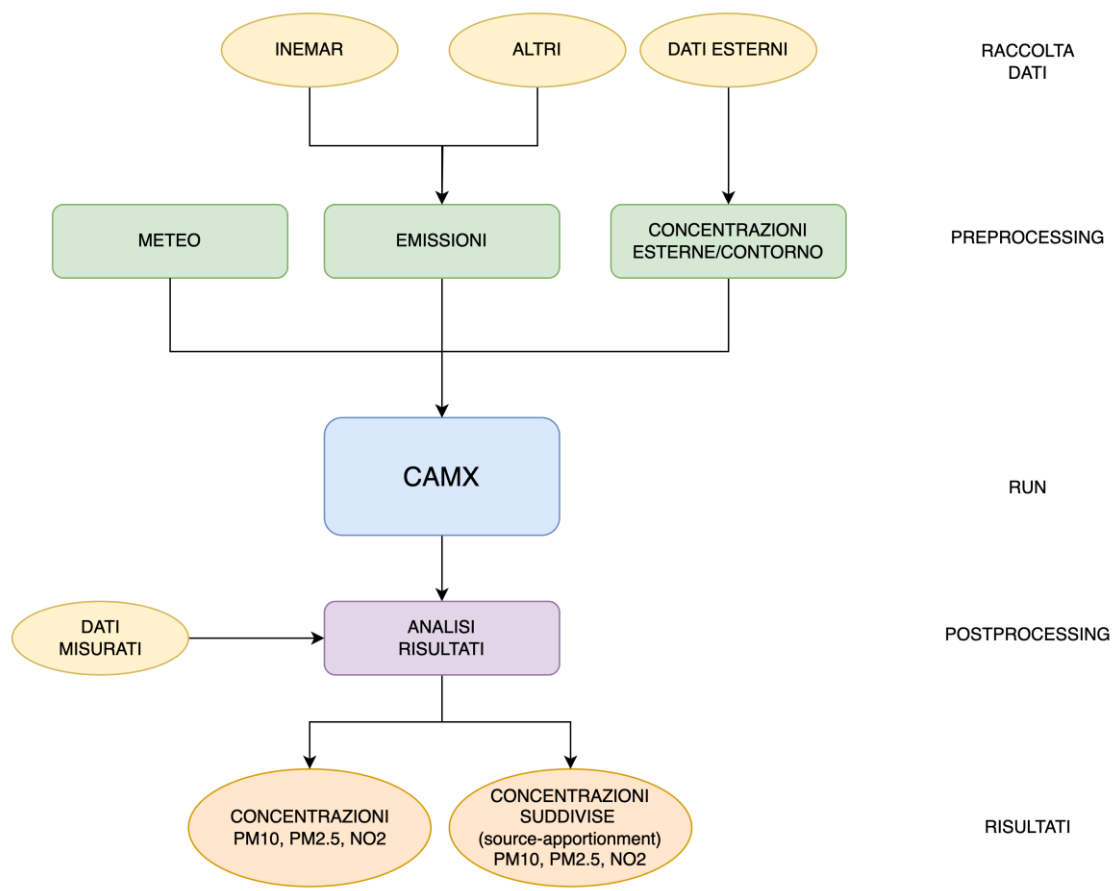 INEMAR
ALTRI
DATI ESTERNI
RACCOLTA
DATI
METEO
EMISSIONI
CONCENTRAZIONI
ESTERNE/CONTORNO
PREPROCESSING
CAMX
RUN
DATI
MISURATI
ANALISI
RISULTATI
POSTPROCESSING
CONCENTRAZIONI
PM10, PM2.5, NO2
CONCENTRAZIONI
SUDDIVISE
(source-apportionment)
PM10, PM2.5, NO2
RISULTATI